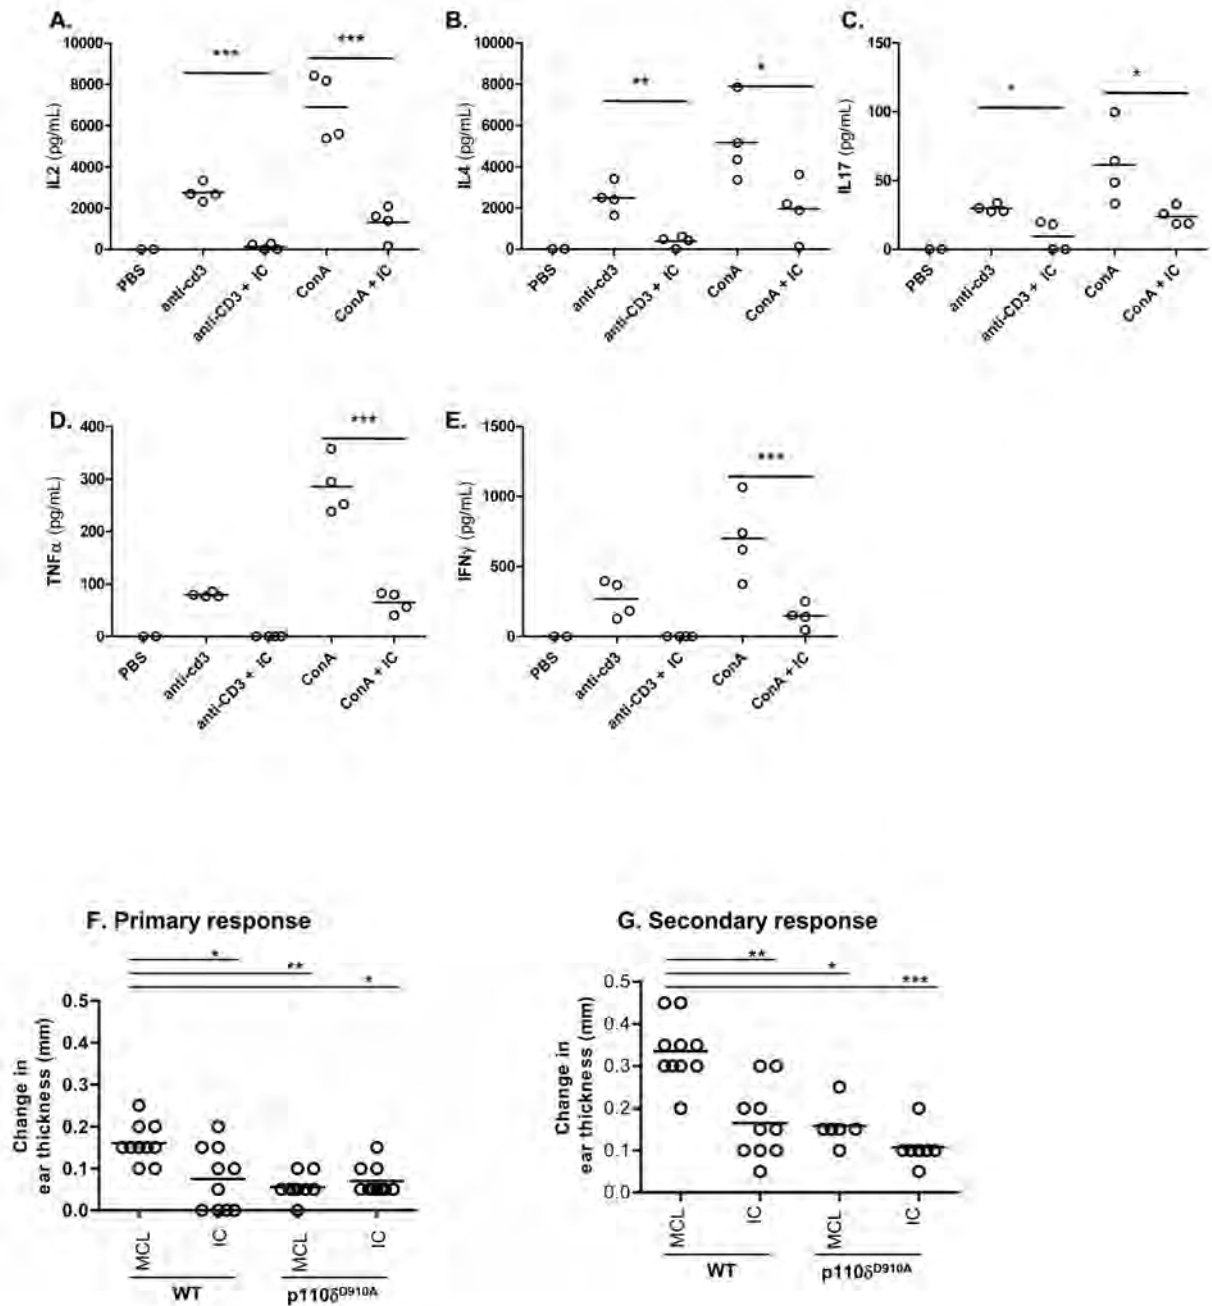 A.
***
***
10000
8000
6000
4000
2000
0
IL2 (pg/mL)
PBS
anti-cd3
anti-CD3 + IC
ConA
ConA + IC
B.
**
*
10000
8000
6000
4000
2000
0
IL4 (pg/mL)
PBS
anti-cd3
anti-CD3 + IC
ConA
ConA + IC
C.
*
*
150
100
50
0
IL17 (pg/mL)
PBS
anti-cd3
anti-CD3 + IC
ConA
ConA + IC
D.
***
400
300
200
100
0
TNFα (pg/mL)
PBS
anti-cd3
anti-CD3 + IC
ConA
ConA + IC
E.
***
1500
1000
500
0
IFNγ (pg/mL)
PBS
anti-cd3
anti-CD3 + IC
ConA
ConA + IC
F. Primary response
*
**
*
0.5
0.4
0.3
0.2
0.1
0.0
Change in
ear thickness (mm)
MCL
IC
MCL
IC
WT
p110δD910A
G. Secondary response
**
*
***
0.5
0.4
0.3
0.2
0.1
0.0
Change in
ear thickness (mm)
MCL
IC
MCL
IC
WT
p110δD910A